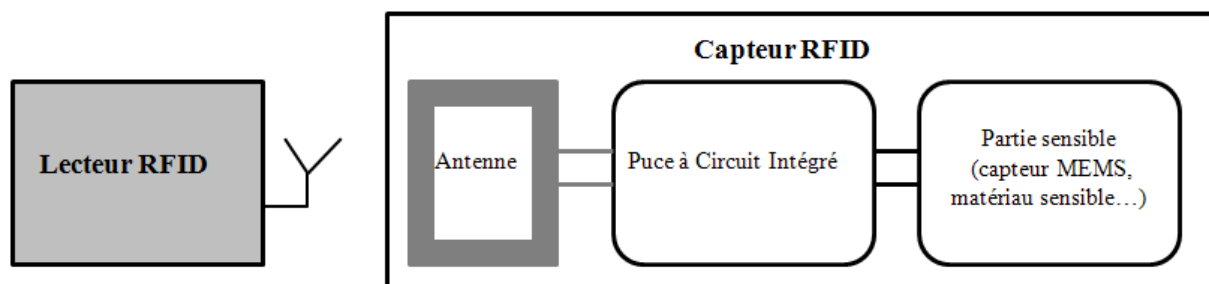 Capteur RFID
Lecteur RFID
Antenne
Puce à Circuit Intégré
Partie sensible
(capteur MEMS,
matériau sensible…)